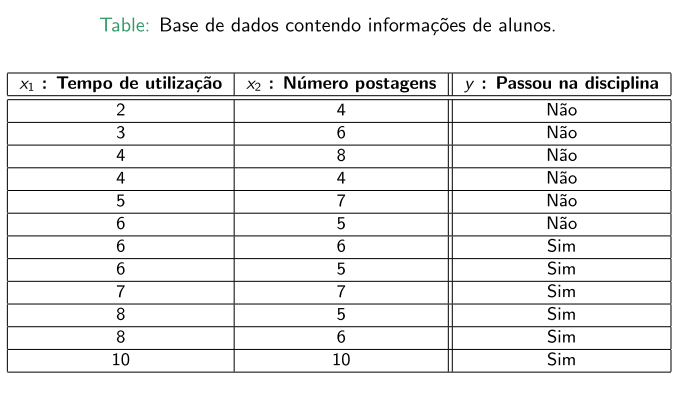 Table: Base de dados contendo informações de alunos.
x₁ : Tempo de utilização x₂ : Número postagens y : Passou na disciplina
2 4 Não
3 6 Não
4 8 Não
4 4 Não
5 7 Não
6 5 Não
6 6 Sim
6 5 Sim
7 7 Sim
8 5 Sim
8 6 Sim
10 10 Sim